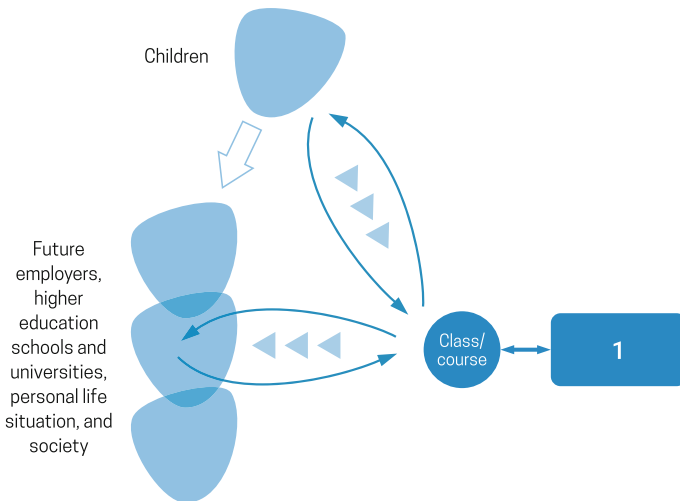 Children
Future
employers,
higher
education
schools and
universities,
personal life
situation, and
society
Class/
course
1